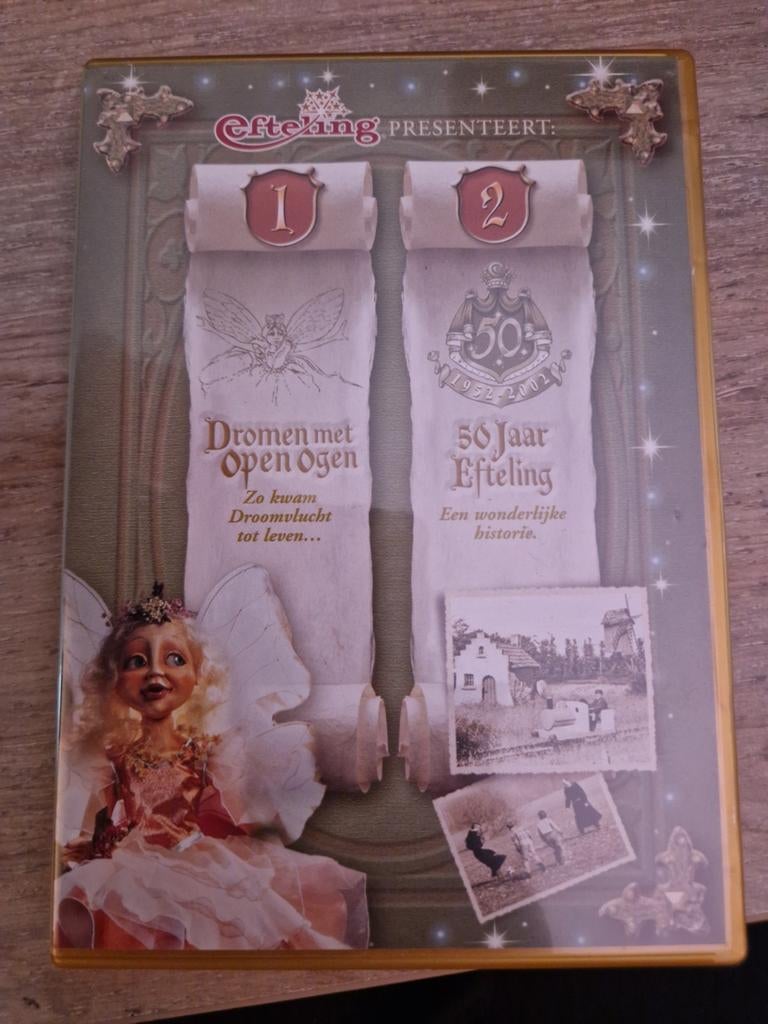 Efteling PRESENTEERT:
1
Dromen met
Open Ogen
Zo kwam
Droomvlucht
tot leven...
2
50
1952-2002
50 Jaar
Efteling
Een wonderlijke
historie.